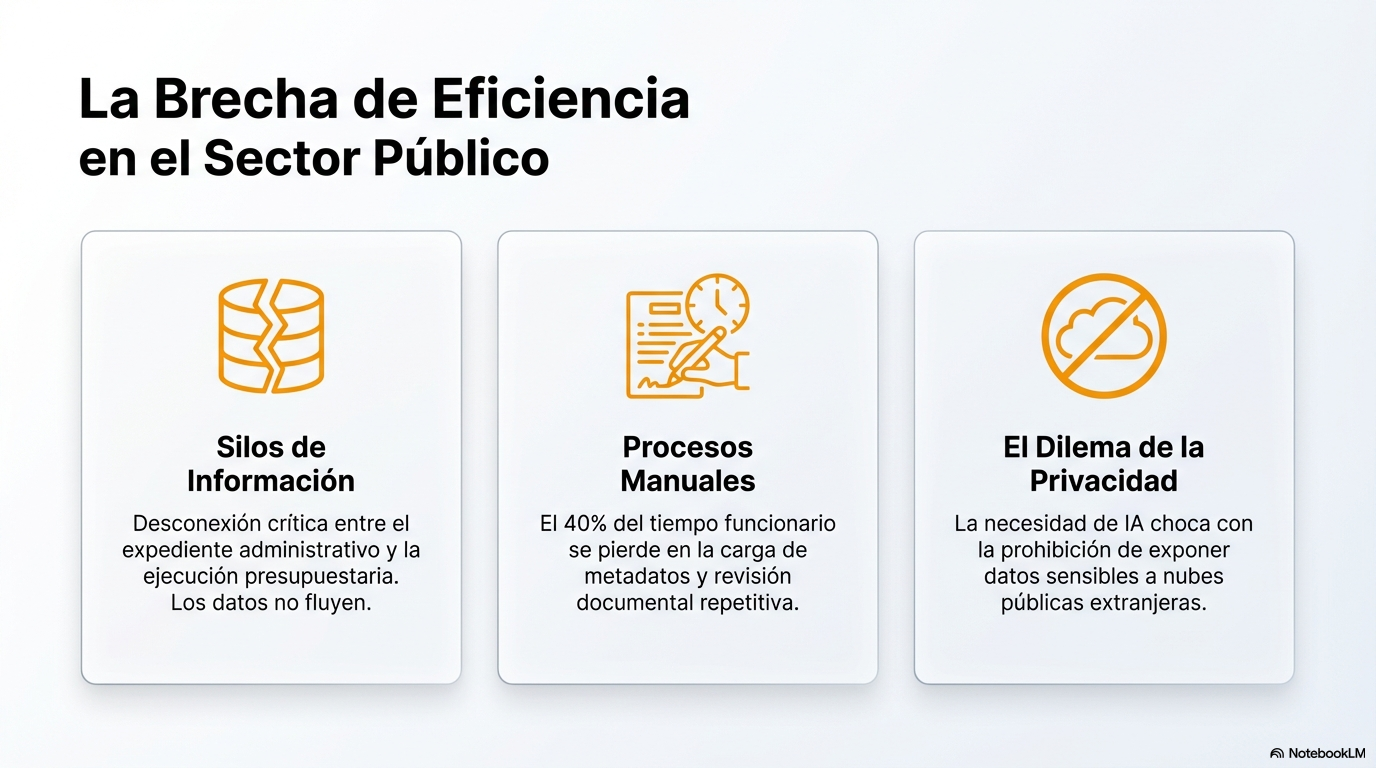 La Brecha de Eficiencia
en el Sector Público
Silos de
Información
Desconexión crítica entre el
expediente administrativo y la
ejecución presupuestaria.
Los datos no fluyen.
Procesos
Manuales
El 40% del tiempo funcionario
se pierde en la carga de
metadatos y revisión
documental repetitiva.
El Dilema de la
Privacidad
La necesidad de IA choca con
la prohibición de exponer
datos sensibles a nubes
públicas extranjeras.
NotebookLM